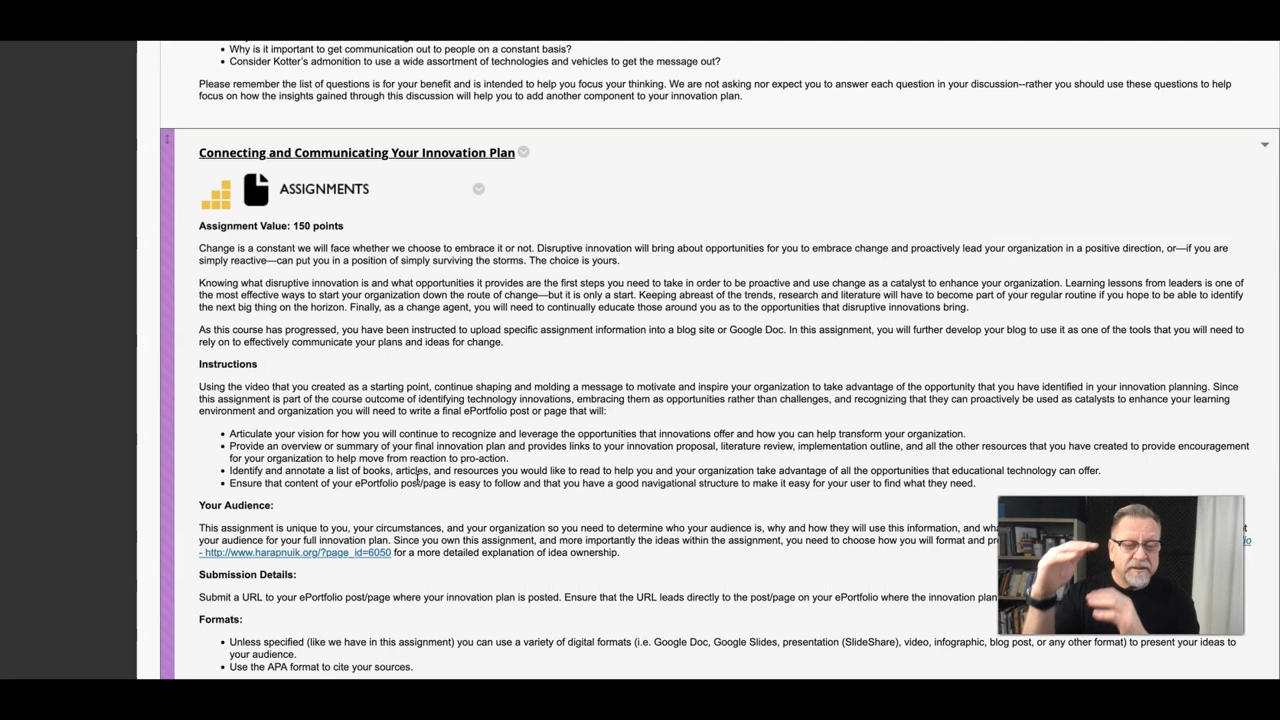 • Why is it important to get communication out to people on a constant basis?
• Consider Kotter's admonition to use a wide assortment of technologies and vehicles to get the message out?
Please remember the list of questions is for your benefit and is intended to help you focus your thinking. We are not asking nor expect you to answer each question in your discussion--rather you should use these questions to help
focus on how the insights gained through this discussion will help you to add another component to your innovation plan.
Connecting and Communicating Your Innovation Plan
ASSIGNMENTS
Assignment Value: 150 points
Change is a constant we will face whether we choose to embrace it or not. Disruptive innovation will bring about opportunities for you to embrace change and proactively lead your organization in a positive direction, or—if you are
simply reactive—can put you in a position of simply surviving the storms. The choice is yours.
Knowing what disruptive innovation is and what opportunities it provides are the first steps you need to take in order to be proactive and use change as a catalyst to enhance your organization. Learning lessons from leaders is one of
the most effective ways to start your organization down the route of change—but it is only a start. Keeping abreast of the trends, research and literature will have to become part of your regular routine if you hope to be able to identify
the next big thing on the horizon. Finally, as a change agent, you will need to continually educate those around you as to the opportunities that disruptive innovations bring.
As this course has progressed, you have been instructed to upload specific assignment information into a blog site or Google Doc. In this assignment, you will further develop your blog to use it as one of the tools that you will need to
rely on to effectively communicate your plans and ideas for change.
Instructions
Using the video that you created as a starting point, continue shaping and molding a message to motivate and inspire your organization to take advantage of the opportunity that you have identified in your innovation planning. Since
this assignment is part of the course outcome of identifying technology innovations, embracing them as opportunities rather than challenges, and recognizing that they can proactively be used as catalysts to enhance your learning
environment and organization you will need to write a final ePortfolio post or page that will:
• Articulate your vision for how you will continue to recognize and leverage the opportunities that innovations offer and how you can help transform your organization.
• Provide an overview or summary of your final innovation plan and provides links to your innovation proposal, literature review, implementation outline, and all the other resources that you have created to provide encouragement
for your organization to help move from reaction to pro-action.
• Identify and annotate a list of books, articles, and resources you would like to read to help you and your organization take advantage of all the opportunities that educational technology can offer.
• Ensure that content of your ePortfolio post/page is easy to follow and that you have a good navigational structure to make it easy for your user to find what they need.
Your Audience:
This assignment is unique to you, your circumstances, and your organization so you need to determine who your audience is, why and how they will use this information, and
your audience for your full innovation plan. Since you own this assignment, and more importantly the ideas within the assignment, you need to choose how you will format and
- http://www.harapnuik.org/?page_id=6050 for a more detailed explanation of idea ownership.
Submission Details:
Submit a URL to your ePortfolio post/page where your innovation plan is posted. Ensure that the URL leads directly to the post/page on your ePortfolio where the innovation plan
Formats:
• Unless specified (like we have in this assignment) you can use a variety of digital formats (i.e. Google Doc, Google Slides, presentation (SlideShare), video, infographic, blog post, or any other format) to present your ideas to
your audience.
• Use the APA format to cite your sources.